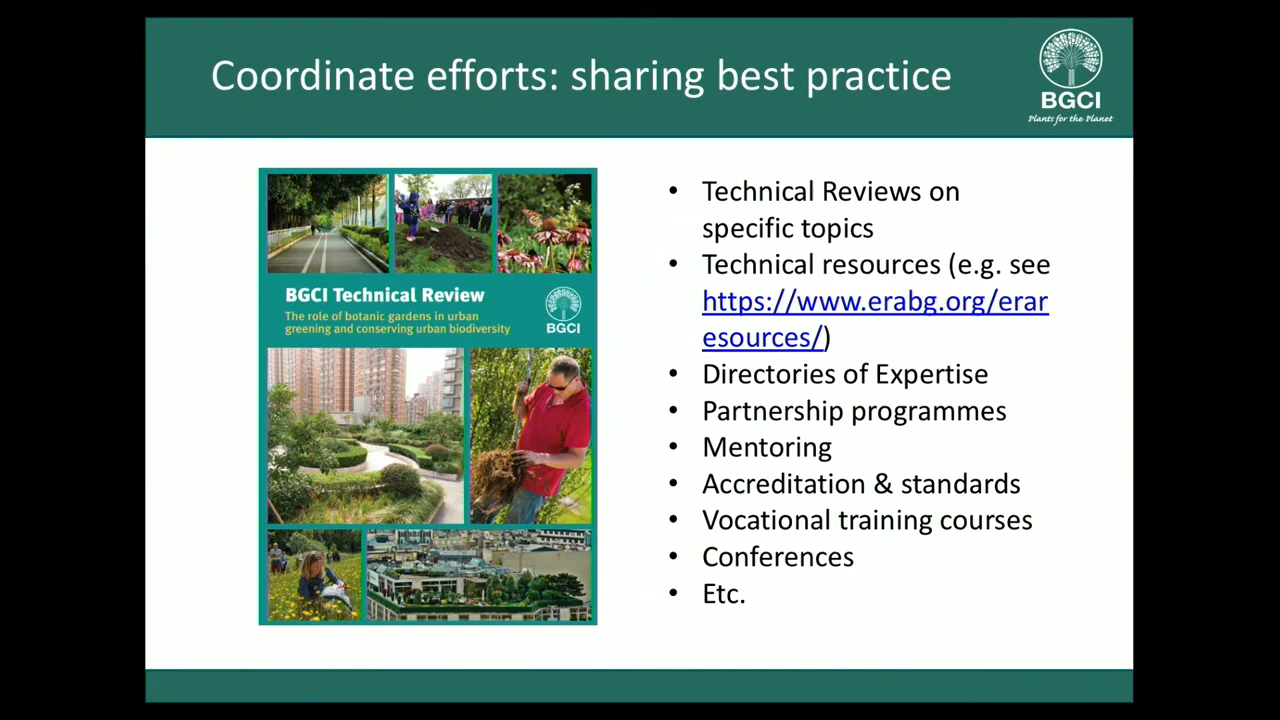 Coordinate efforts: sharing best practice
BGCI
Plants for the Planet
BGCI Technical Review
The role of botanic gardens in urban
greening and conserving urban biodiversity
BGCI
• Technical Reviews on
specific topics
• Technical resources (e.g. see
https://www.erabg.org/erar
esources/)
• Directories of Expertise
• Partnership programmes
• Mentoring
• Accreditation & standards
• Vocational training courses
• Conferences
• Etc.